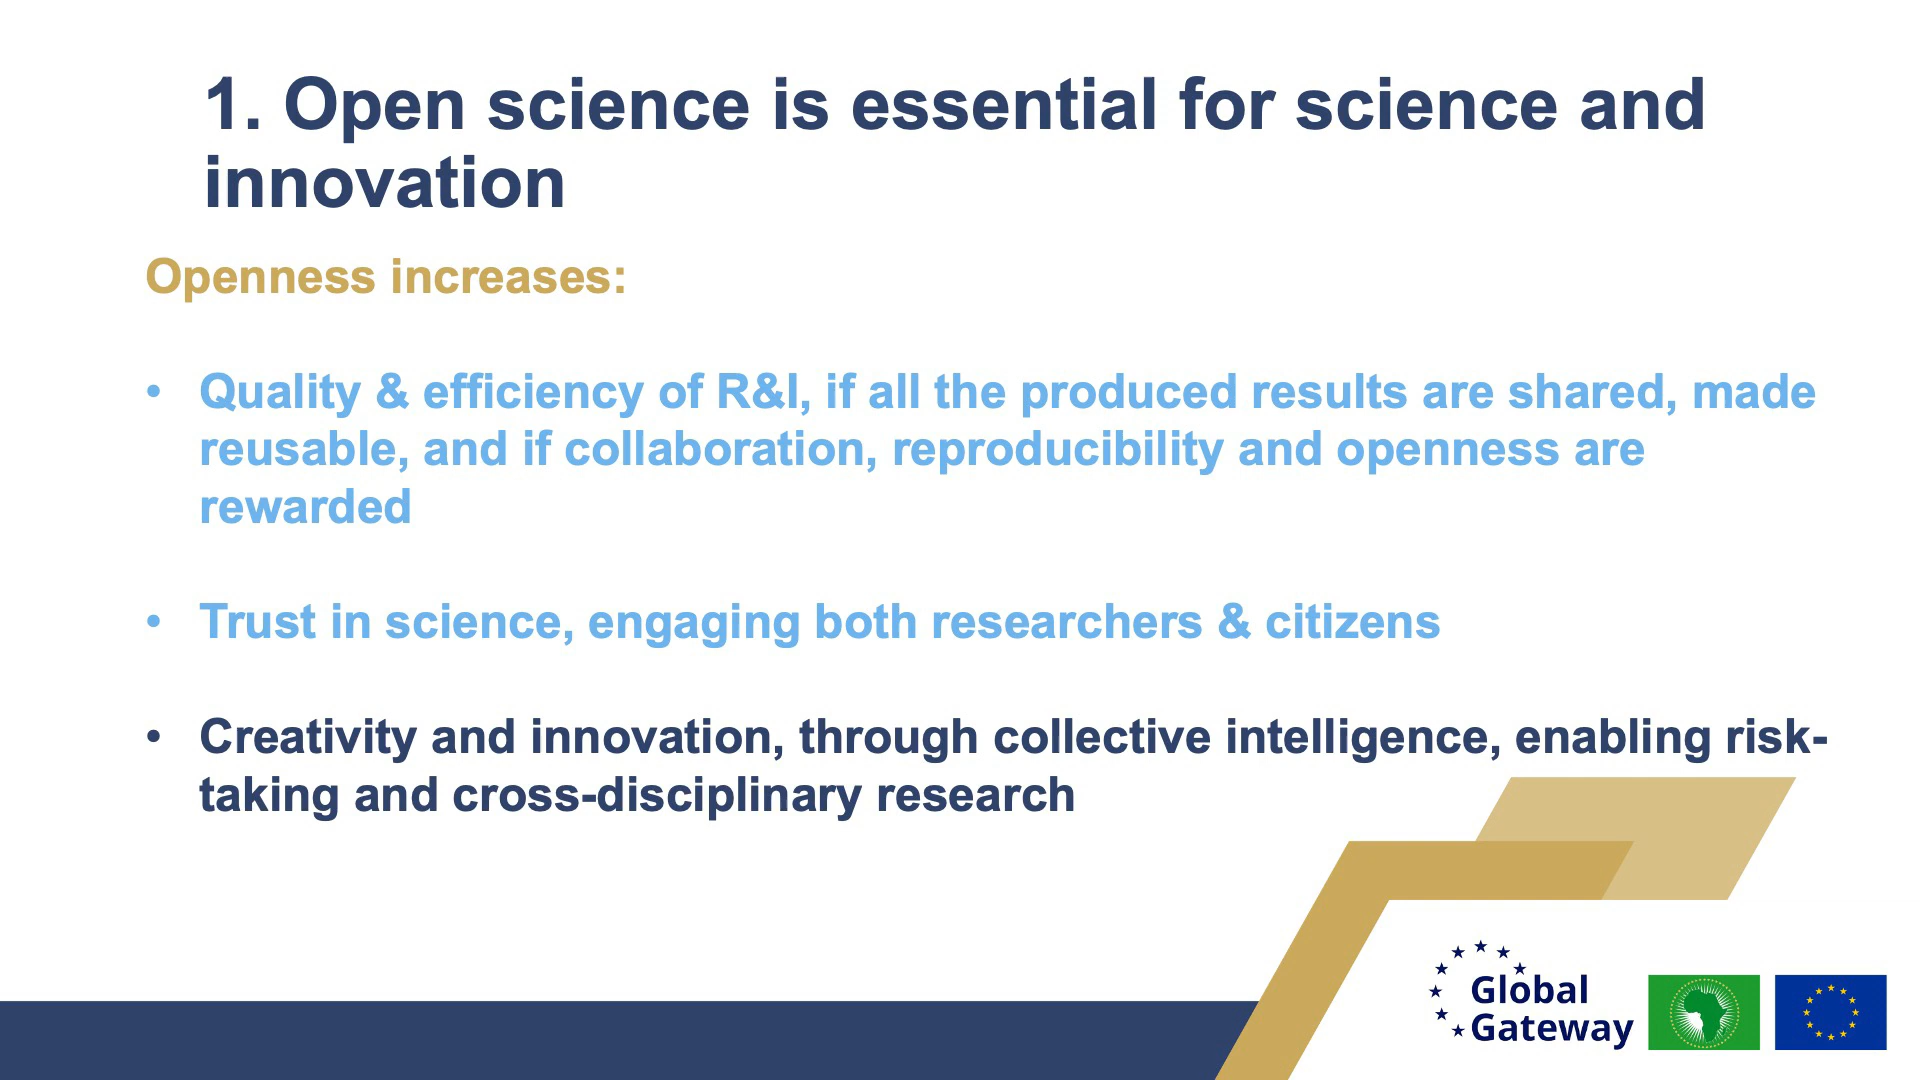 1. Open science is essential for science and
innovation
Openness increases:
• Quality & efficiency of R&I, if all the produced results are shared, made
reusable, and if collaboration, reproducibility and openness are
rewarded
• Trust in science, engaging both researchers & citizens
• Creativity and innovation, through collective intelligence, enabling risk-
taking and cross-disciplinary research
Global
Gateway